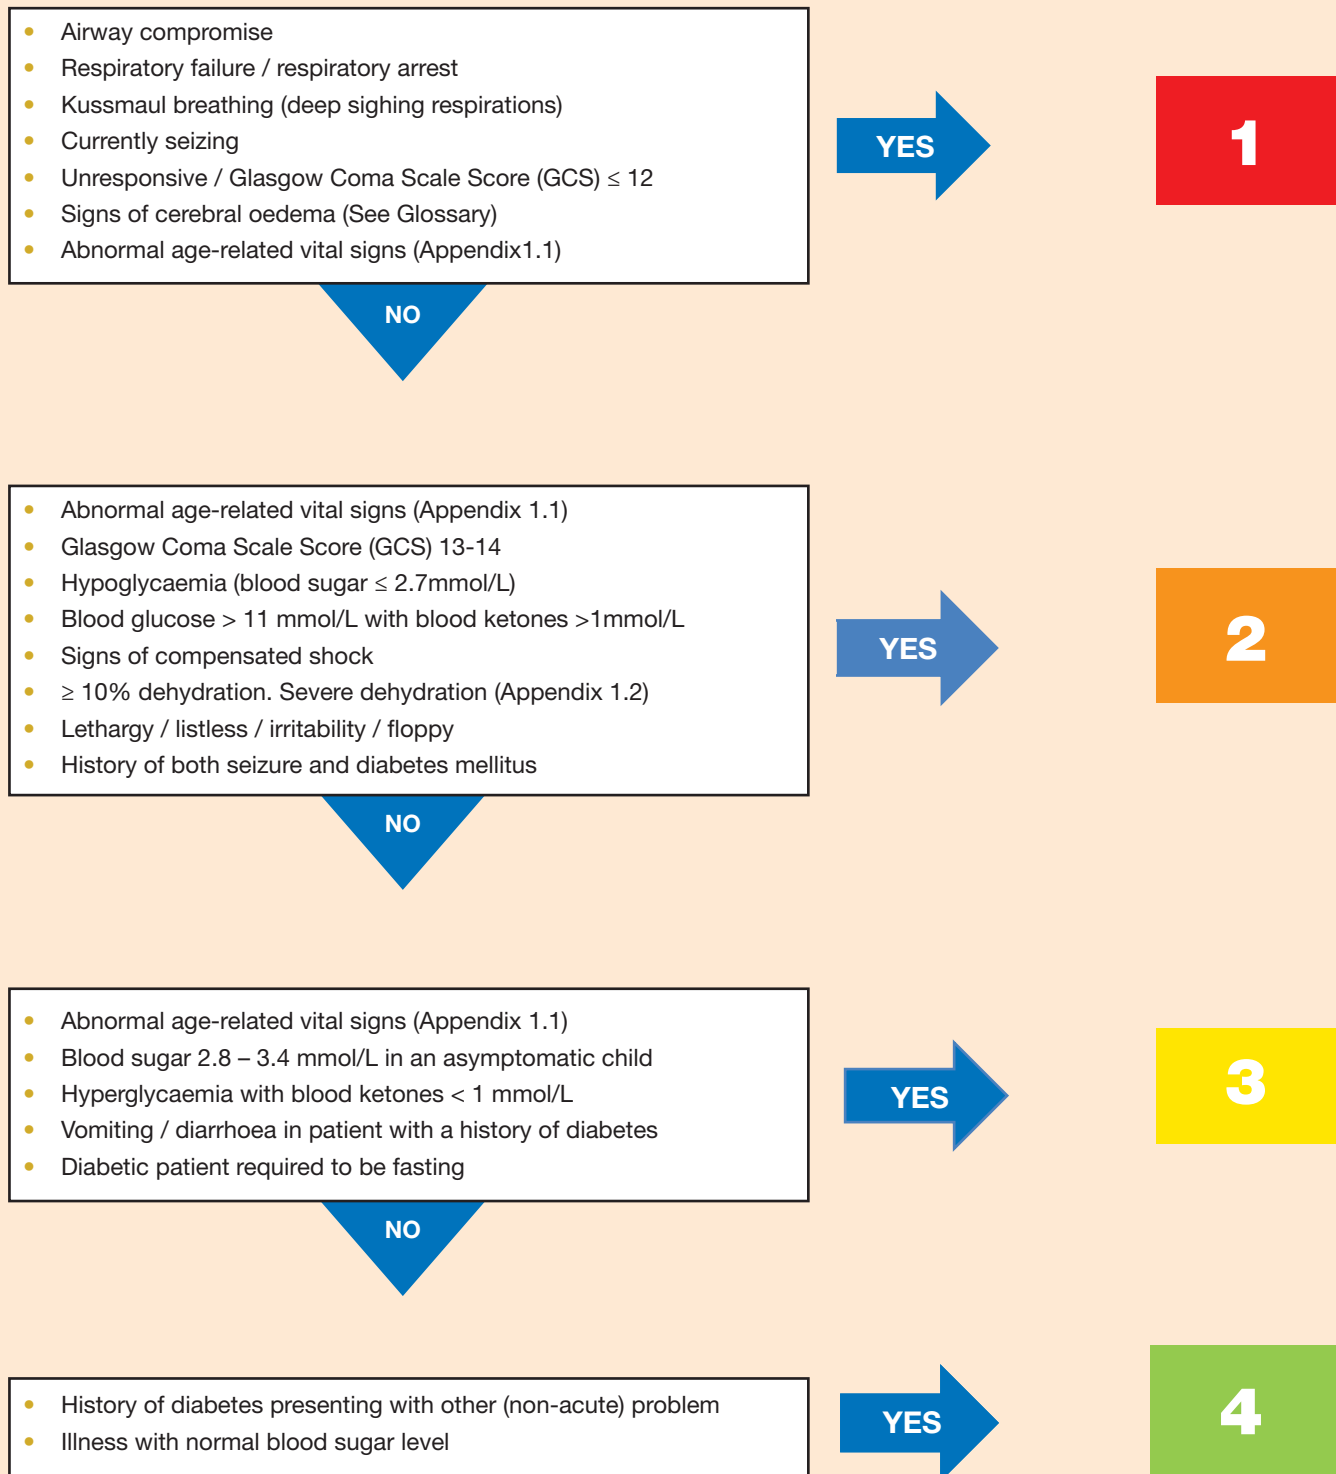 • Airway compromise
• Respiratory failure / respiratory arrest
• Kussmaul breathing (deep sighing respirations)
• Currently seizing
• Unresponsive / Glasgow Coma Scale Score (GCS) ≤ 12
• Signs of cerebral oedema (See Glossary)
• Abnormal age-related vital signs (Appendix1.1)
YES
1
NO
• Abnormal age-related vital signs (Appendix 1.1)
• Glasgow Coma Scale Score (GCS) 13-14
• Hypoglycaemia (blood sugar ≤ 2.7mmol/L)
• Blood glucose > 11 mmol/L with blood ketones >1mmol/L
• Signs of compensated shock
• ≥ 10% dehydration. Severe dehydration (Appendix 1.2)
• Lethargy / listless / irritability / floppy
• History of both seizure and diabetes mellitus
YES
2
NO
• Abnormal age-related vital signs (Appendix 1.1)
• Blood sugar 2.8 – 3.4 mmol/L in an asymptomatic child
• Hyperglycaemia with blood ketones < 1 mmol/L
• Vomiting / diarrhoea in patient with a history of diabetes
• Diabetic patient required to be fasting
YES
3
NO
• History of diabetes presenting with other (non-acute) problem
• Illness with normal blood sugar level
YES
4